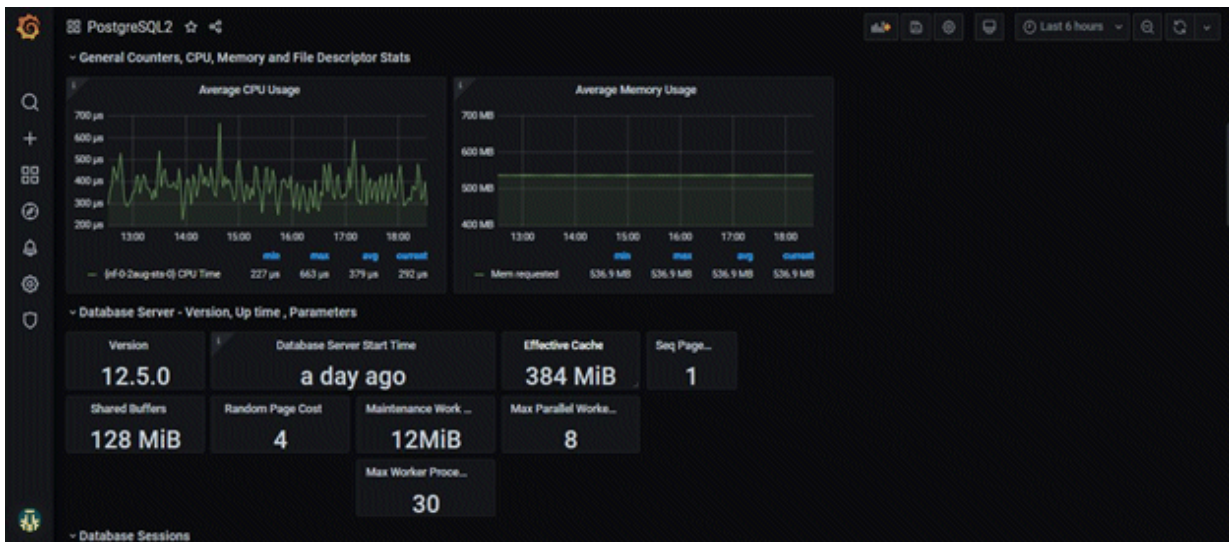 PostgreSQL2
Last 6 hours
General Counters, CPU, Memory and File Descriptor Stats
Average CPU Usage
700 µs
600 µs
500 µs
400 µs
300 µs
200 µs
13:00 14:00 15:00 16:00 17:00 18:00
min max avg current
CPU Time 227 µs 663 µs 379 µs 292 µs
Average Memory Usage
700 MB
600 MB
500 MB
400 MB
13:00 14:00 15:00 16:00 17:00 18:00
min max avg current
Mem requested 536.9 MB 536.9 MB 536.9 MB 536.9 MB
Database Server - Version, Up time , Parameters
Version
12.5.0
Database Server Start Time
a day ago
Effective Cache
384 MiB
Seq Page...
1
Shared Buffers
128 MiB
Random Page Cost
4
Maintenance Work ...
12MiB
Max Parallel Worke...
8
Max Worker Proce...
30
Database Sessions